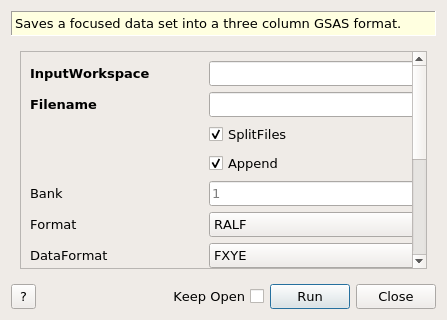 Saves a focused data set into a three column GSAS format.
InputWorkspace
Filename
SplitFiles
Append
Bank 1
Format RALF
DataFormat FXYE
? Keep Open Run Close